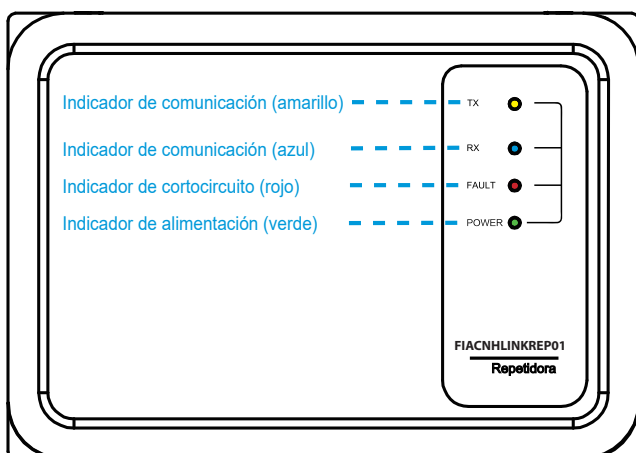 Indicador de comunicación (amarillo) TX
Indicador de comunicación (azul) RX
Indicador de cortocircuito (rojo) FAULT
Indicador de alimentación (verde) POWER
FIACNHLINKREP01
Repetidora